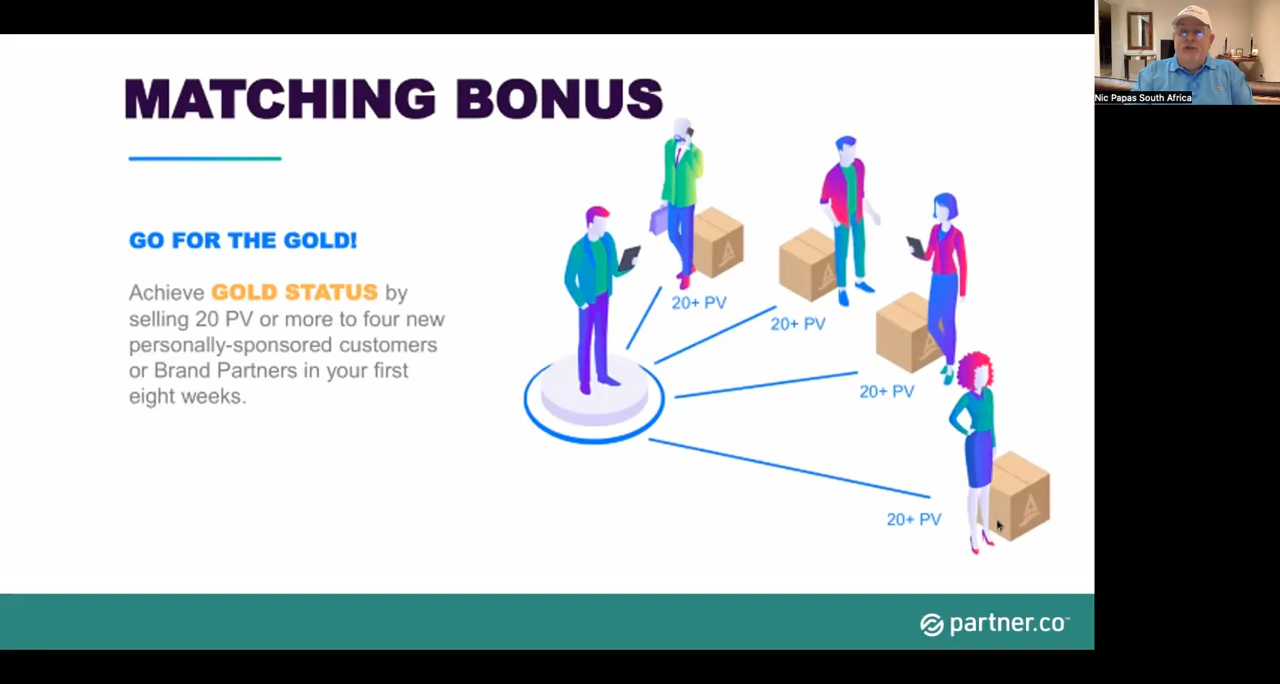 MATCHING BONUS
GO FOR THE GOLD!
Achieve GOLD STATUS by
selling 20 PV or more to four new
personally-sponsored customers
or Brand Partners in your first
eight weeks.
20+ PV
20+ PV
20+ PV
20+ PV
partner.co™
Nic Papas South Africa